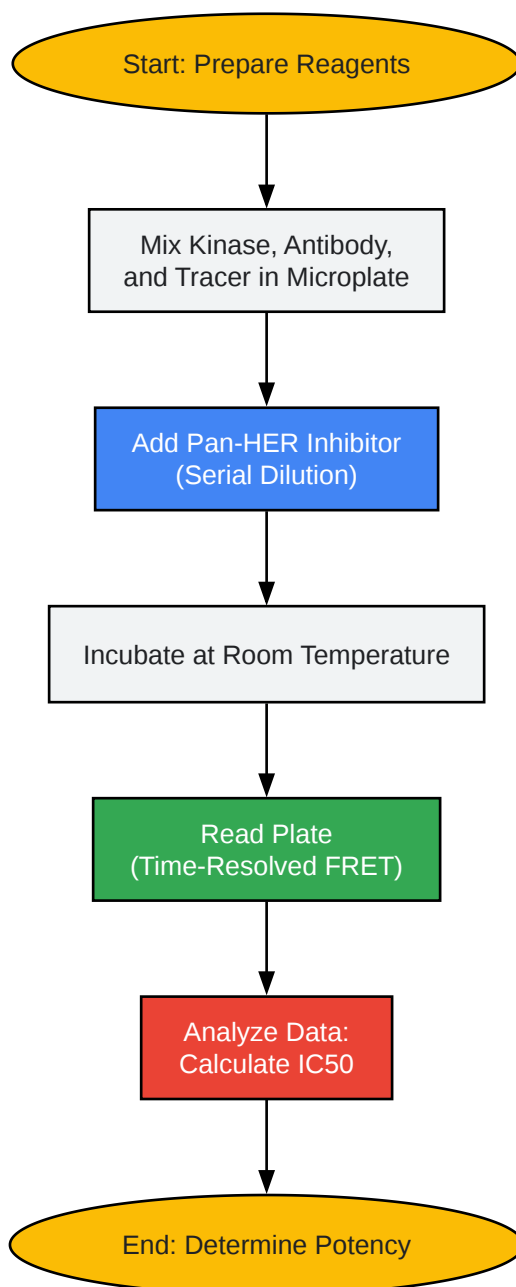 Start: Prepare Reagents
Mix Kinase, Antibody,
and Tracer in Microplate
Add Pan-HER Inhibitor
(Serial Dilution)
Incubate at Room Temperature
Read Plate
(Time-Resolved FRET)
Analyze Data:
Calculate IC50
End: Determine Potency